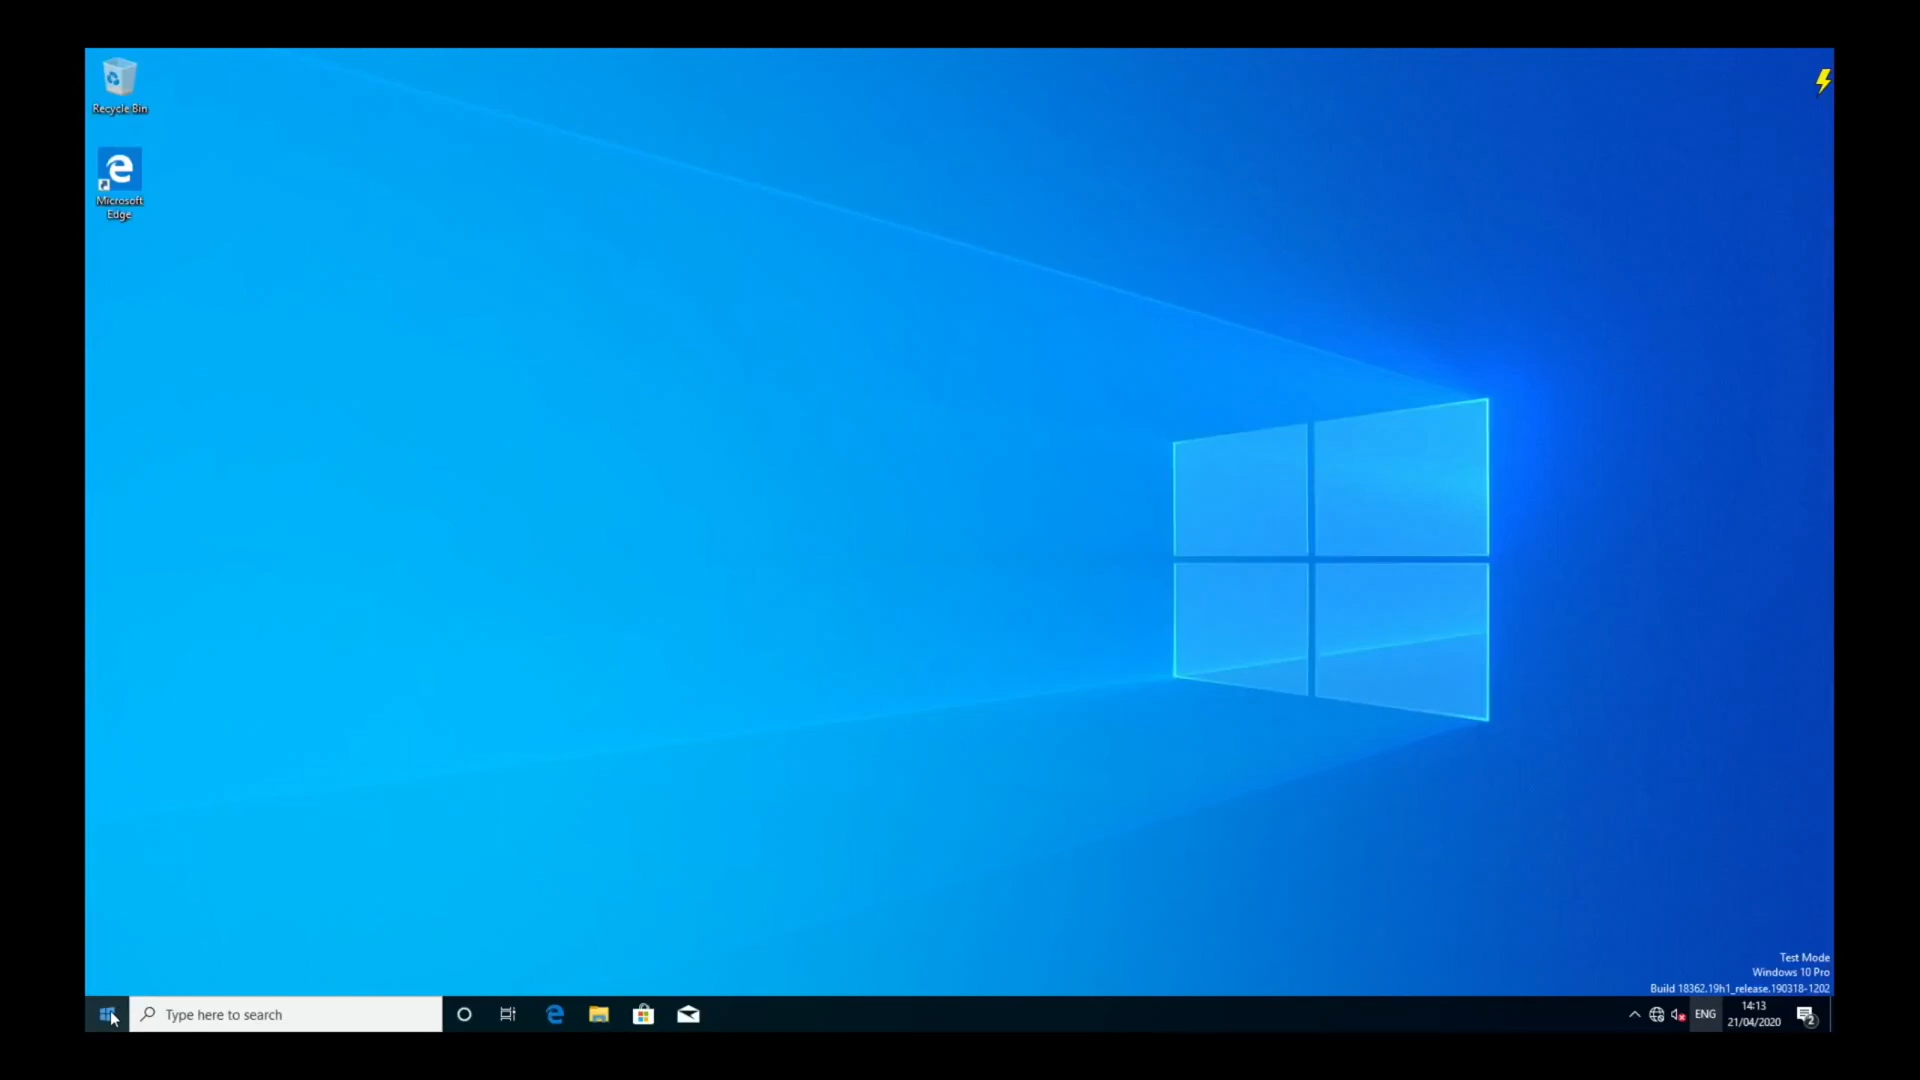 Recycle Bin
Microsoft
Edge
Test Mode
Windows 10 Pro
Build 18362.19h1_release.190318-1202
Type here to search
ENG
14:13
21/04/2020
2